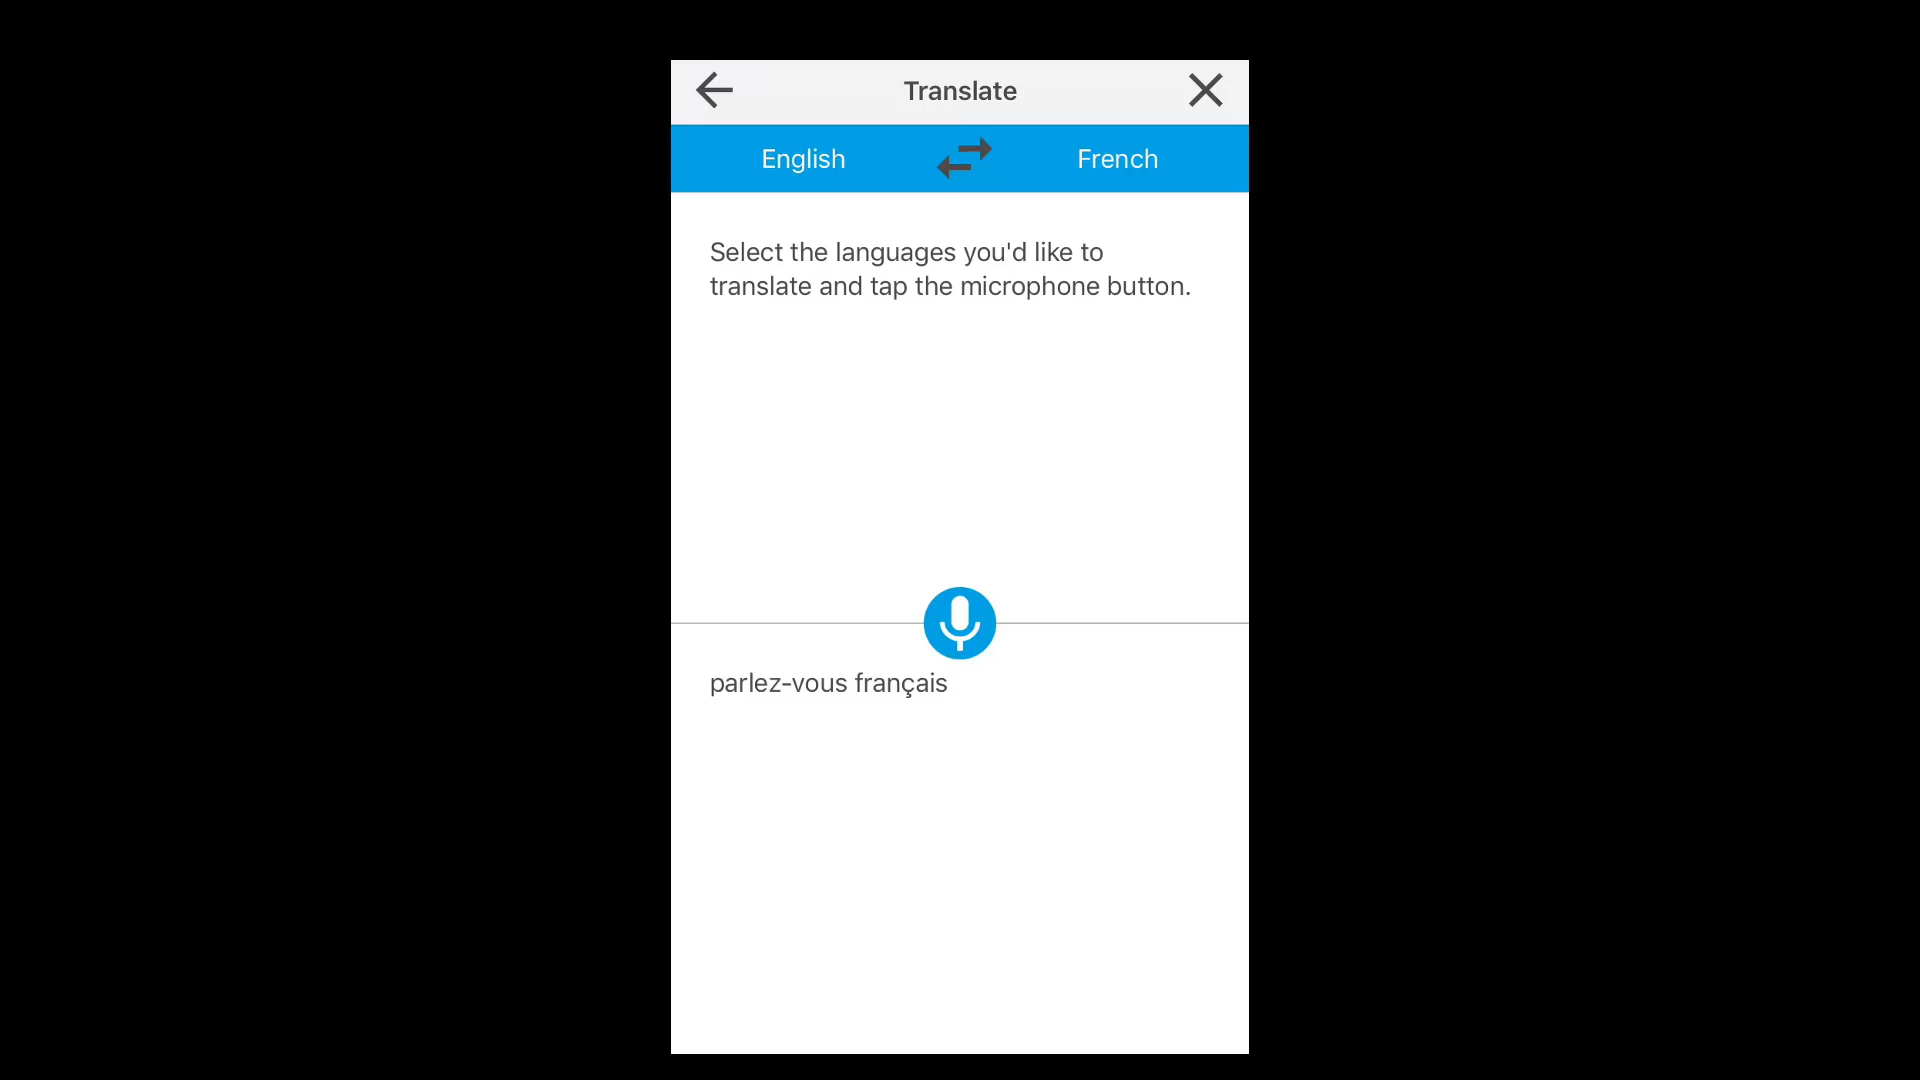 Translate
English French
Select the languages you'd like to
translate and tap the microphone button.
parlez-vous français